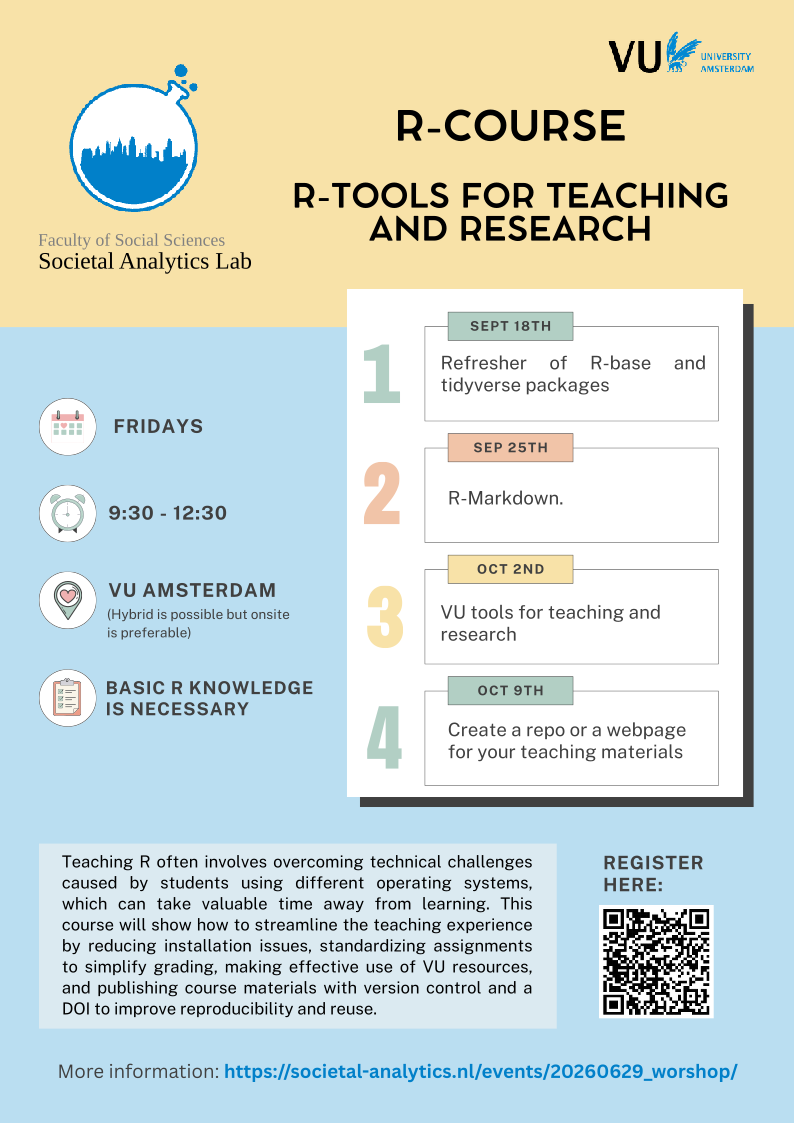 VU UNIVERSITY
AMSTERDAM
R-COURSE
R-TOOLS FOR TEACHING
AND RESEARCH
Faculty of Social Sciences
Societal Analytics Lab
FRIDAYS
9:30 - 12:30
VU AMSTERDAM
(Hybrid is possible but onsite
is preferable)
BASIC R KNOWLEDGE
IS NECESSARY
1
SEPT 18TH
Refresher of R-base and
tidyverse packages
2
SEP 25TH
R-Markdown.
3
OCT 2ND
VU tools for teaching and
research
4
OCT 9TH
Create a repo or a webpage
for your teaching materials
Teaching R often involves overcoming technical challenges
caused by students using different operating systems,
which can take valuable time away from learning. This
course will show how to streamline the teaching experience
by reducing installation issues, standardizing assignments
to simplify grading, making effective use of VU resources,
and publishing course materials with version control and a
DOI to improve reproducibility and reuse.
REGISTER
HERE:
More information: https://societal-analytics.nl/events/20260629_worshop/